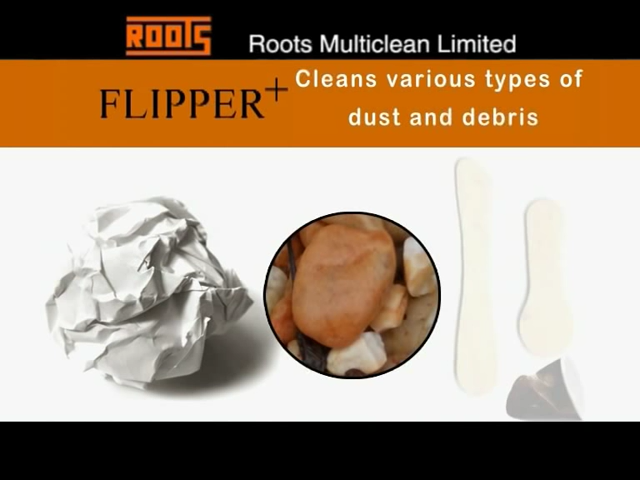 ROOTS
Roots Multiclean Limited
FLIPPER+
Cleans various types of
dust and debris